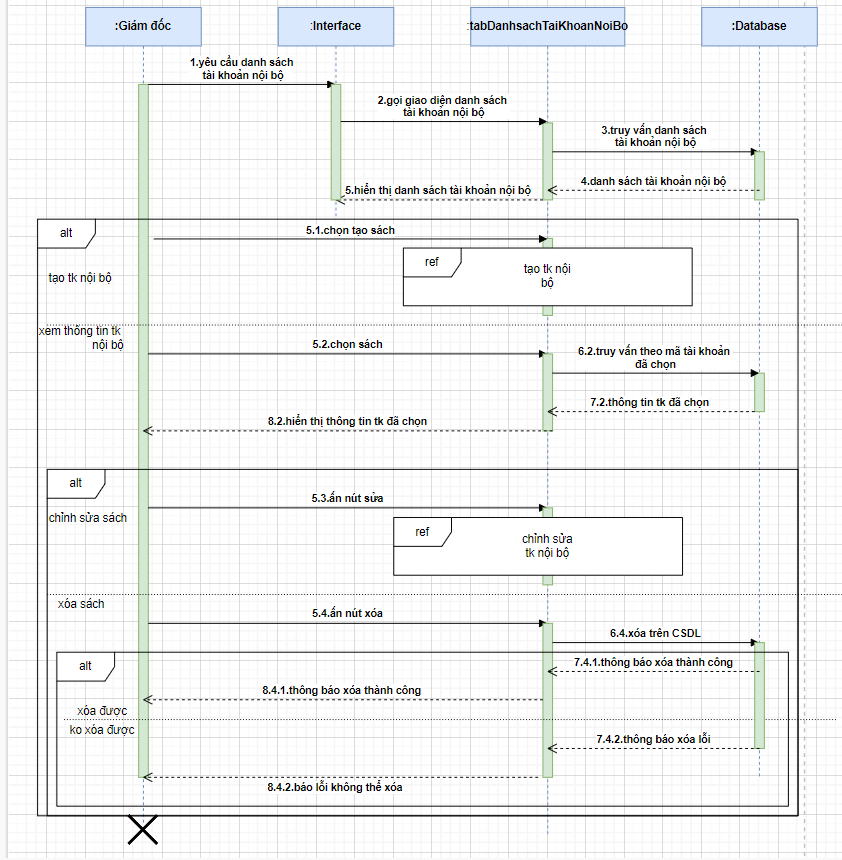 :Giám đốc
:Interface
:tabDanhsachTaiKhoanNoiBo
:Database
1.yêu cầu danh sách
tài khoản nội bộ
2.gọi giao diện danh sách
tài khoản nội bộ
3.truy vấn danh sách
tài khoản nội bộ
4.danh sách tài khoản nội bộ
5.hiển thị danh sách tài khoản nội bộ
alt
5.1.chọn tạo sách
ref
tạo tk nội
bộ
tạo tk nội bộ
xem thông tin tk
nội bộ
5.2.chọn sách
6.2.truy vấn theo mã tài khoản
đã chọn
7.2.thông tin tk đã chọn
8.2.hiển thị thông tin tk đã chọn
alt
5.3.ấn nút sửa
chỉnh sửa sách
ref
chỉnh sửa
tk nội bộ
xóa sách
5.4.ấn nút xóa
6.4.xóa trên CSDL
alt
7.4.1.thông báo xóa thành công
8.4.1.thông báo xóa thành công
xóa được
ko xóa được
7.4.2.thông báo xóa lỗi
8.4.2.báo lỗi không thể xóa